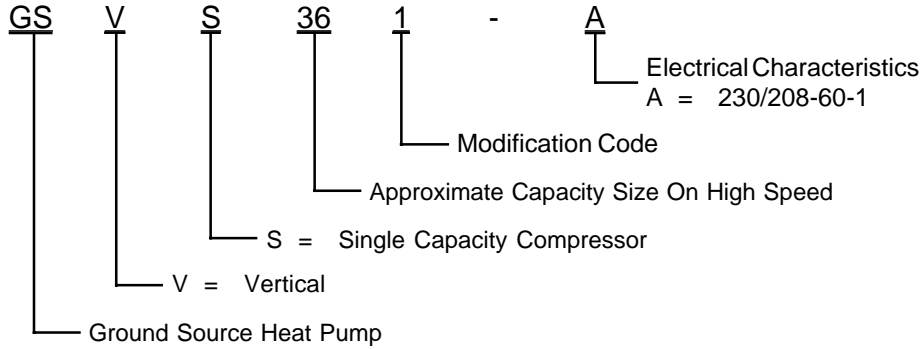 GS V S 36 1 - A
Electrical Characteristics
A = 230/208-60-1
Modification Code
Approximate Capacity Size On High Speed
S = Single Capacity Compressor
V = Vertical
Ground Source Heat Pump